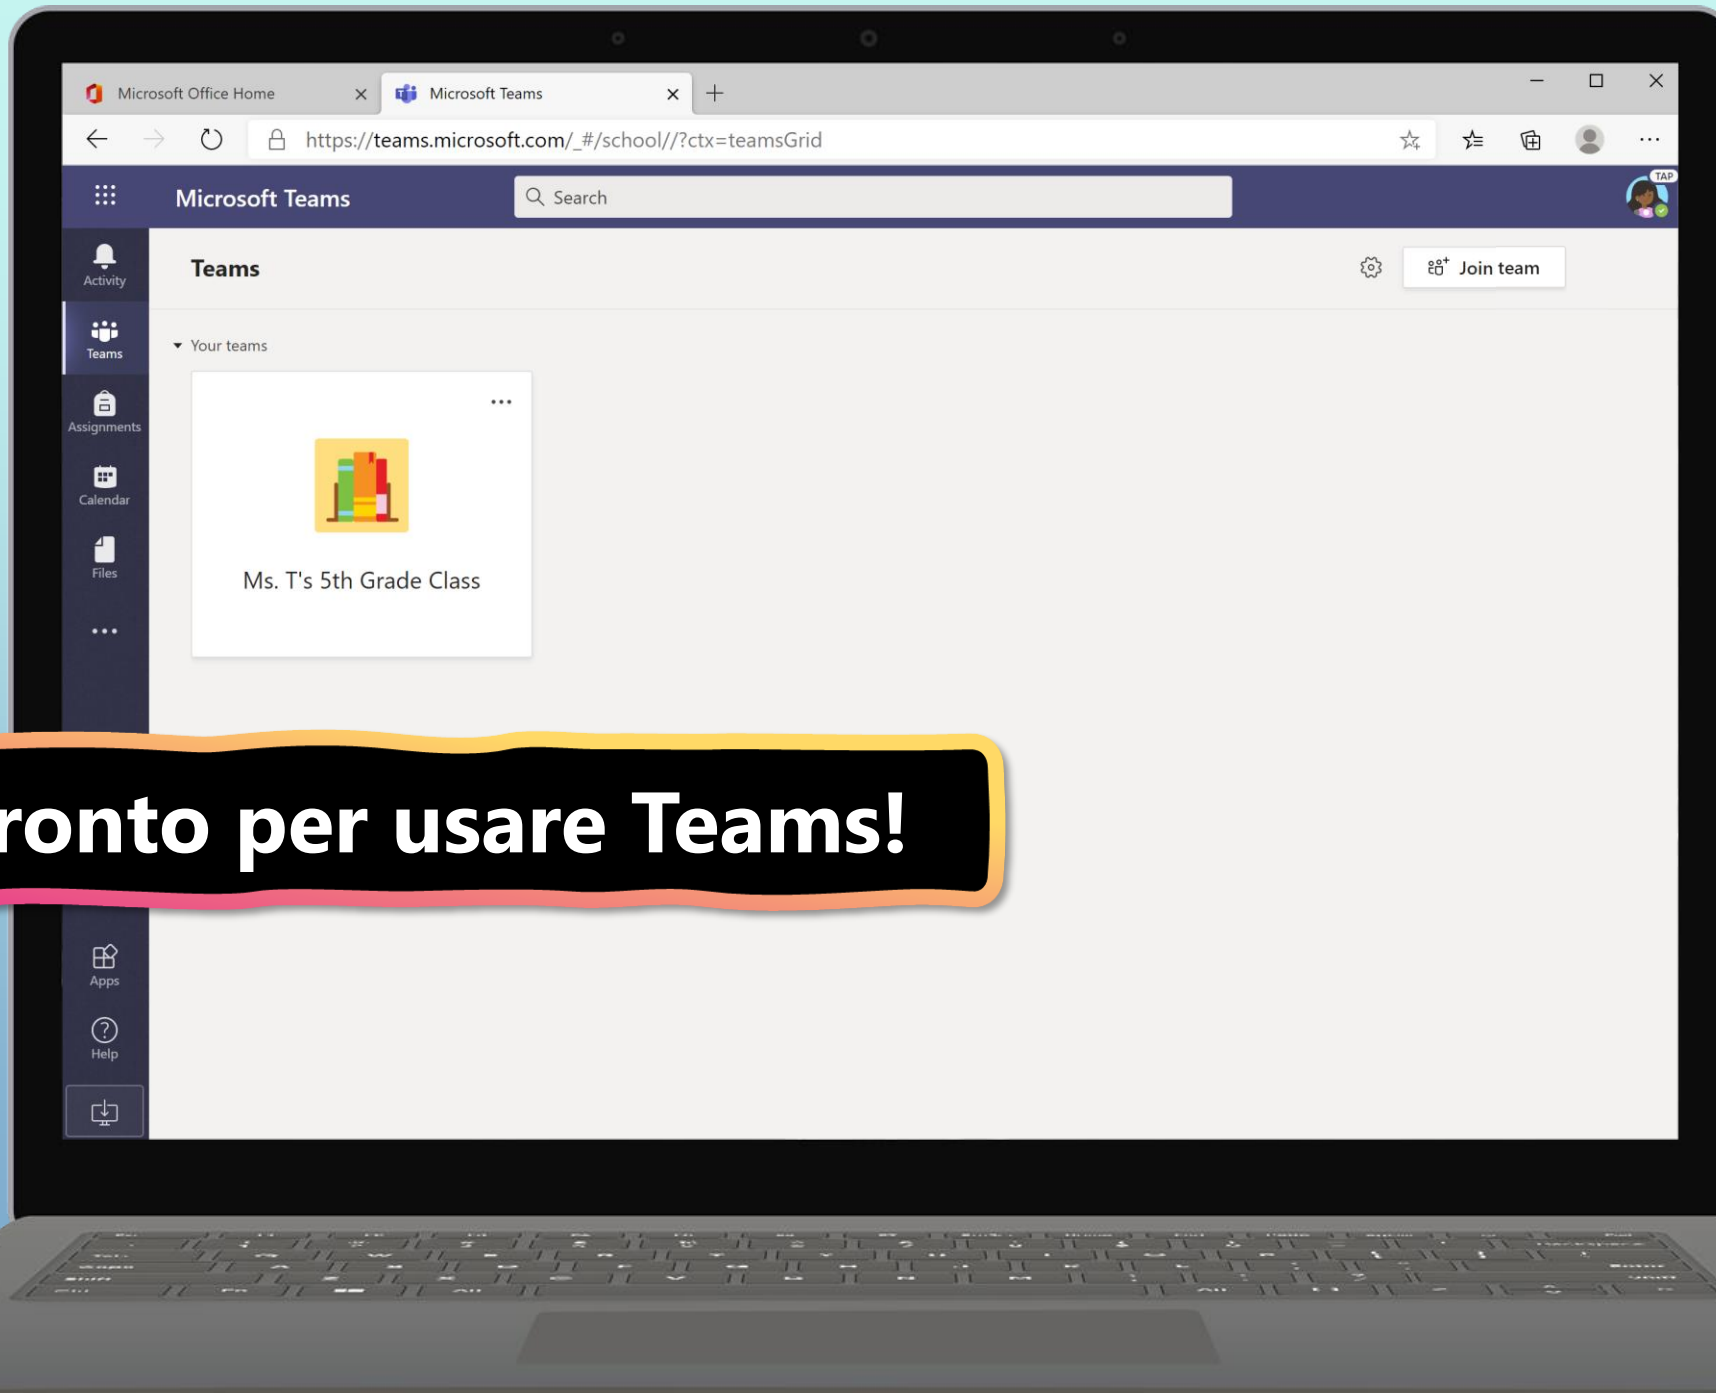 Microsoft Office Home
Microsoft Teams
https://teams.microsoft.com/_#/school//?ctx=teamsGrid
Microsoft Teams
Search
TAP
Activity
Teams
Join team
Teams
Your teams
Assignments
Calendar
Files
Ms. T's 5th Grade Class
ronto per usare Teams!
Apps
Help